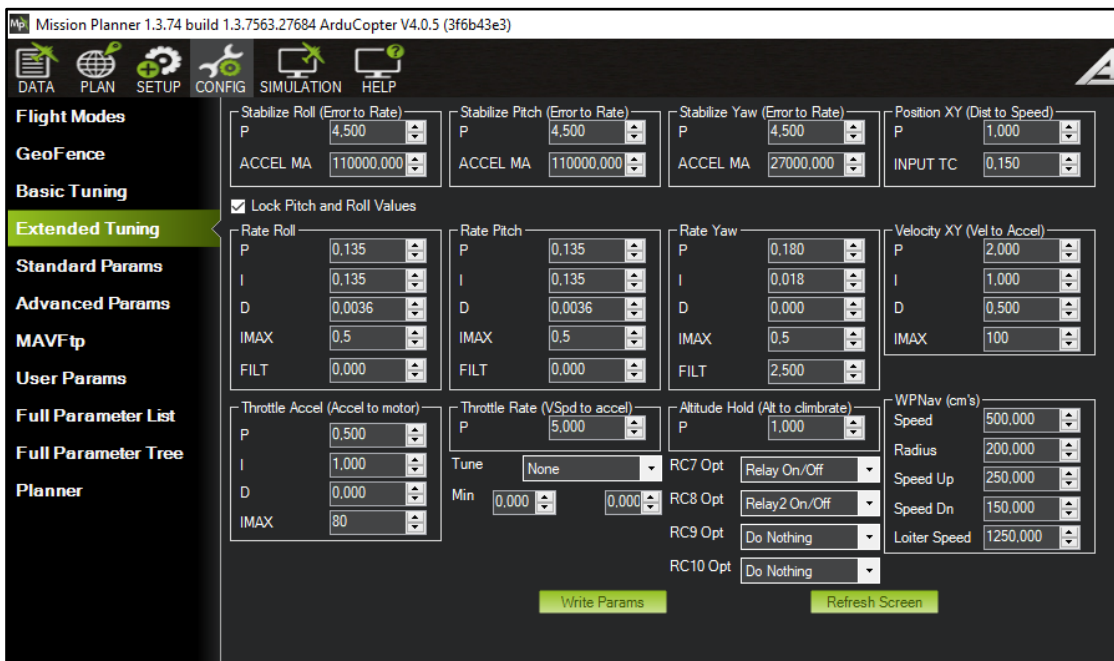 Mission Planner 1.3.74 build 1.3.7563.27684 ArduCopter V4.0.5 (3f6b43e3)
DATA PLAN SETUP CONFIG SIMULATION HELP
Flight Modes
GeoFence
Basic Tuning
Extended Tuning
Standard Params
Advanced Params
MAVFtp
User Params
Full Parameter List
Full Parameter Tree
Planner
Stabilize Roll (Error to Rate)
P 4,500
ACCEL MA 110000,000
Stabilize Pitch (Error to Rate)
P 4,500
ACCEL MA 110000,000
Stabilize Yaw (Error to Rate)
P 4,500
ACCEL MA 27000,000
Position XY (Dist to Speed)
P 1,000
INPUT TC 0,150
Lock Pitch and Roll Values
Rate Roll
P 0,135
I 0,135
D 0,0036
IMAX 0,5
FILT 0,000
Rate Pitch
P 0,135
I 0,135
D 0,0036
IMAX 0,5
FILT 0,000
Rate Yaw
P 0,180
I 0,018
D 0,000
IMAX 0,5
FILT 2,500
Velocity XY (Vel to Accel)
P 2,000
I 1,000
D 0,500
IMAX 100
Throttle Accel (Accel to motor)
P 0,500
I 1,000
D 0,000
IMAX 80
Throttle Rate (VSpd to accel)
P 5,000
Tune None
Min 0,000 0,000
Altitude Hold (Alt to climbrate)
P 1,000
RC7 Opt Relay On/Off
RC8 Opt Relay2 On/Off
RC9 Opt Do Nothing
RC10 Opt Do Nothing
WPNav (cm's)
Speed 500,000
Radius 200,000
Speed Up 250,000
Speed Dn 150,000
Loiter Speed 1250,000
Write Params
Refresh Screen